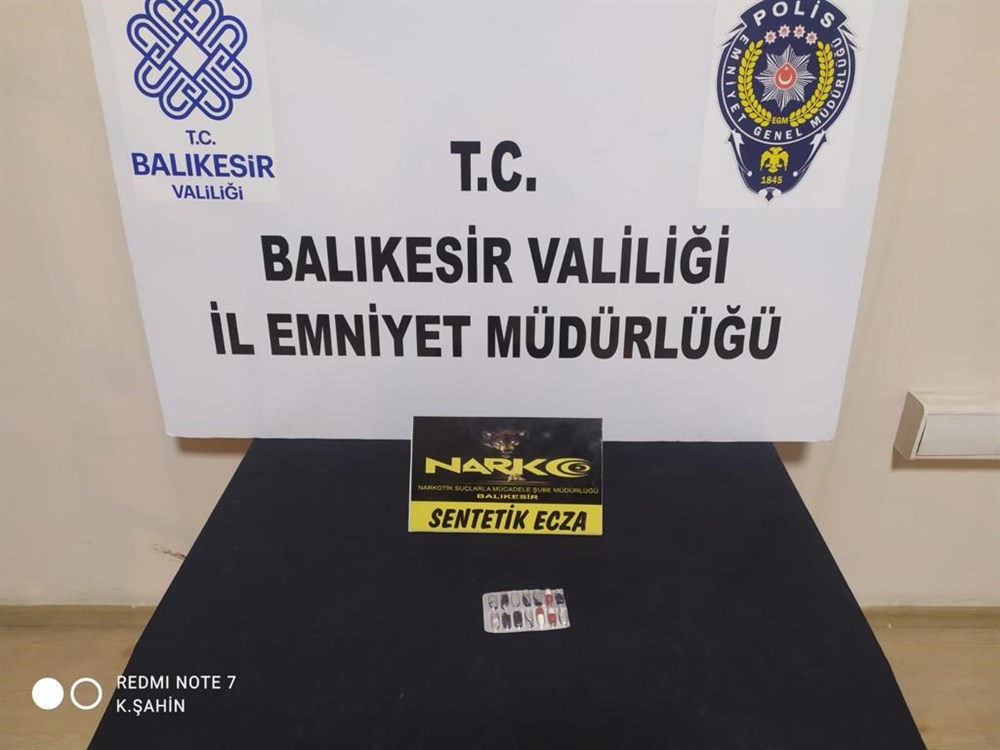 T.C.
BALIKESİR
VALİLİĞİ
POLİS
EMNİYET GENEL MÜDÜRLÜĞÜ
EGM
1845
T.C.
BALIKESİR VALİLİĞİ
İL EMNİYET MÜDÜRLÜĞÜ
NARKO
NARKOTİK SUÇLARLA MÜCADELE ŞUBE MÜDÜRLÜĞÜ
BALIKESİR
SENTETİK ECZA
REDMI NOTE 7
K.ŞAHİN